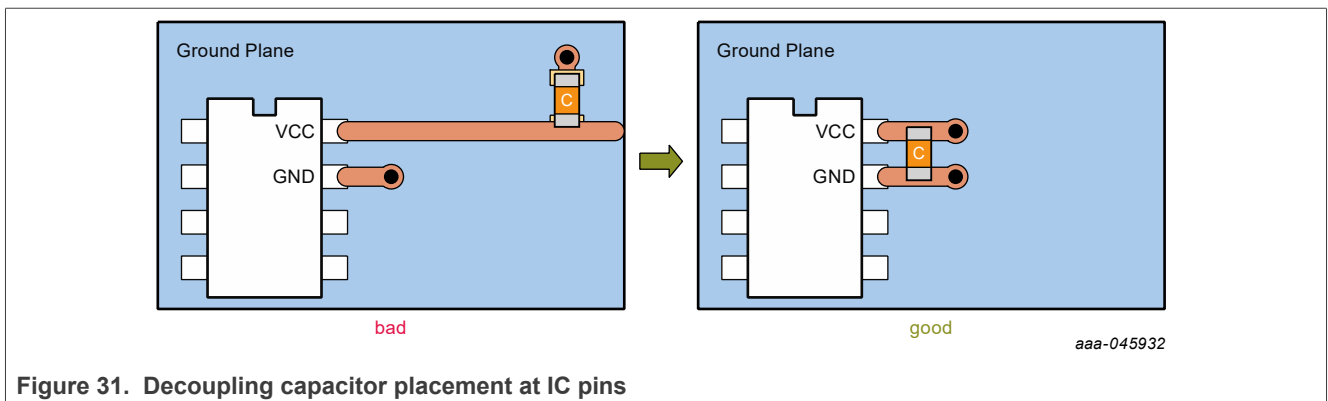 Ground Plane
C
VCC
GND
bad
Ground Plane
VCC
C
GND
good
aaa-045932
Figure 31. Decoupling capacitor placement at IC pins